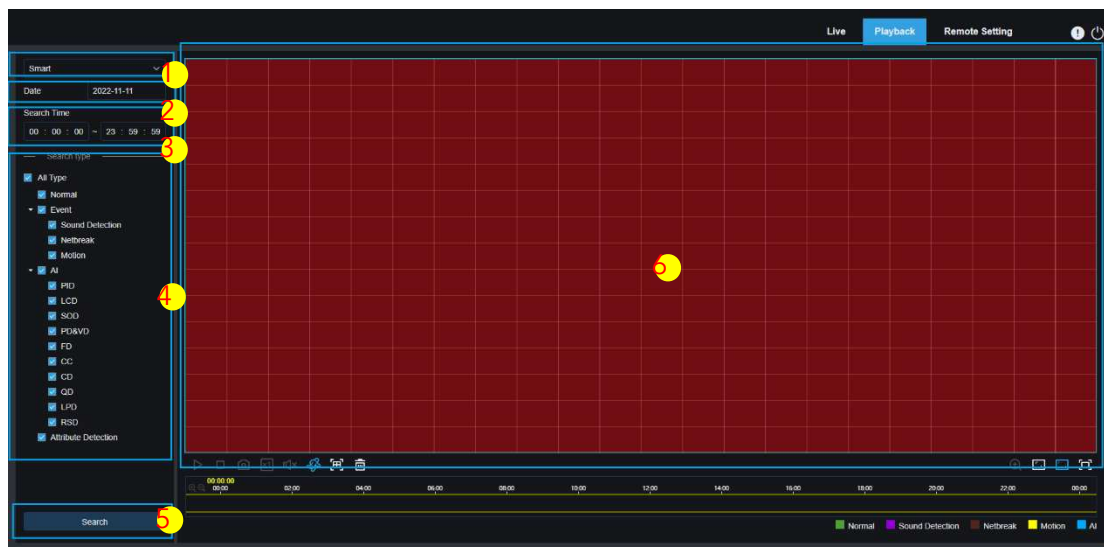 Live Playback Remote Setting
Smart
1
Date 2022-11-11
2
Search Time
00 : 00 : 00 ~ 23 : 59 : 59
3
Search type
All Type
Normal
Event
Sound Detection
Netbreak
Motion
AI
PID
LCD
SOD
PD&VD
FD
CC
CD
QD
LPD
RSD
Attribute Detection
4
6
x1
00:00:00
00:00 02:00 04:00 06:00 08:00 10:00 12:00 14:00 16:00 18:00 20:00 22:00 00:00
Search
5
Normal Sound Detection Netbreak Motion AI